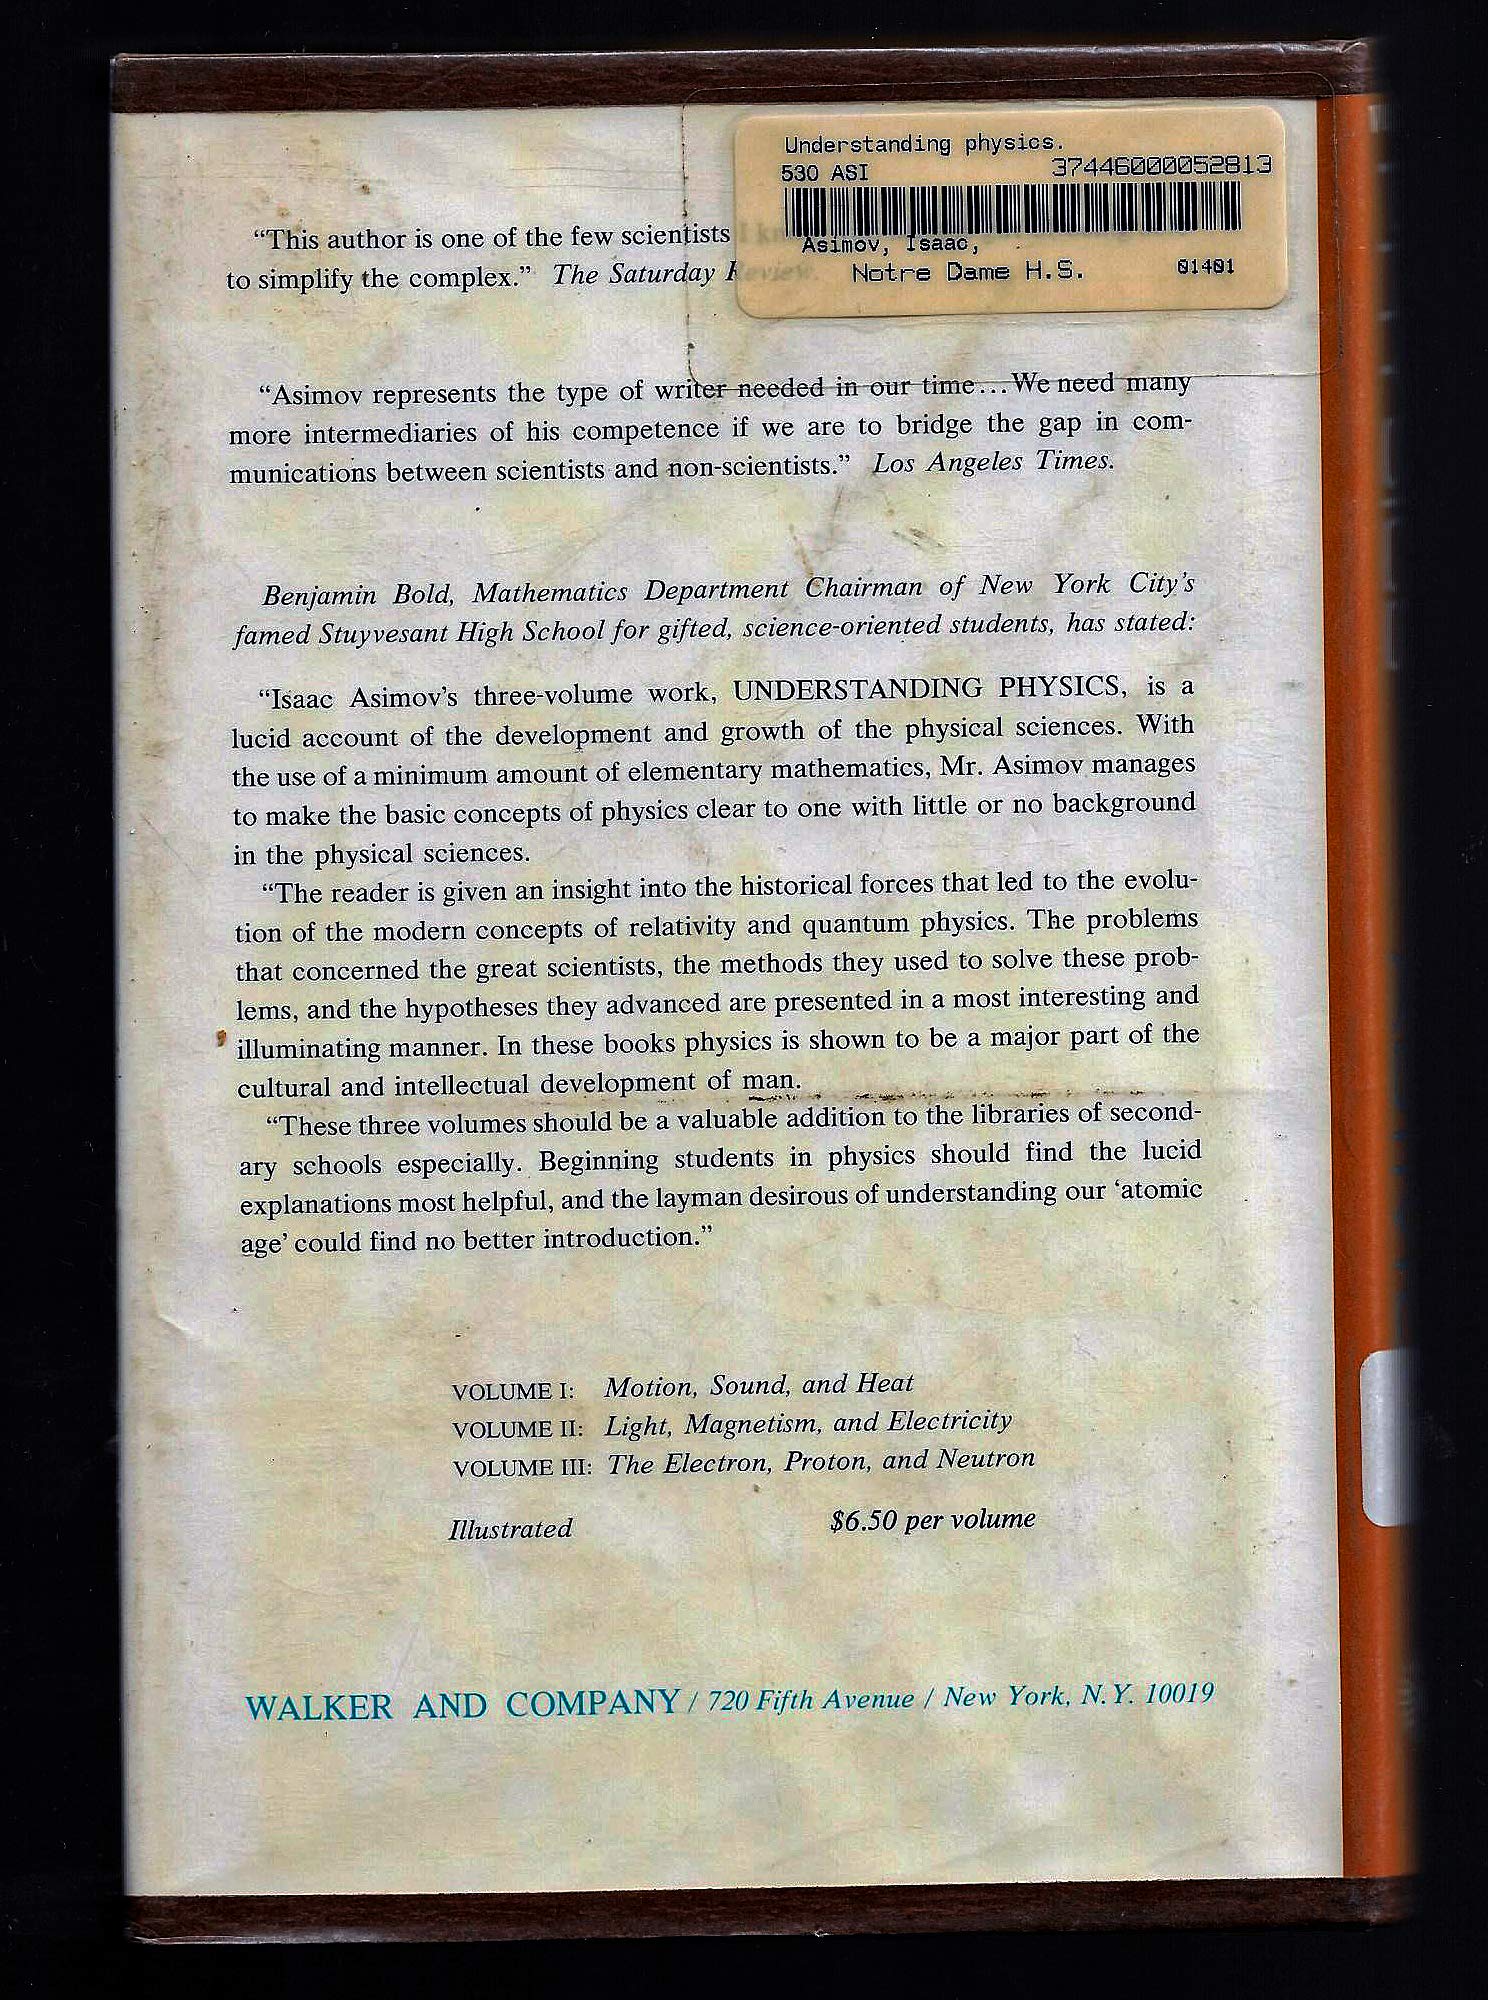 Understanding physics.
530 ASI 37446000052813
Asimov, Isaac,
Notre Dame H.S. 01401
“This author is one of the few scientists
to simplify the complex.” The Saturday Review.
“Asimov represents the type of writer needed in our time...We need many
more intermediaries of his competence if we are to bridge the gap in com-
munications between scientists and non-scientists.” Los Angeles Times.
Benjamin Bold, Mathematics Department Chairman of New York City’s
famed Stuyvesant High School for gifted, science-oriented students, has stated:
“Isaac Asimov’s three-volume work, UNDERSTANDING PHYSICS, is a
lucid account of the development and growth of the physical sciences. With
the use of a minimum amount of elementary mathematics, Mr. Asimov manages
to make the basic concepts of physics clear to one with little or no background
in the physical sciences.
“The reader is given an insight into the historical forces that led to the evolu-
tion of the modern concepts of relativity and quantum physics. The problems
that concerned the great scientists, the methods they used to solve these prob-
lems, and the hypotheses they advanced are presented in a most interesting and
illuminating manner. In these books physics is shown to be a major part of the
cultural and intellectual development of man.
“These three volumes should be a valuable addition to the libraries of second-
ary schools especially. Beginning students in physics should find the lucid
explanations most helpful, and the layman desirous of understanding our ‘atomic
age’ could find no better introduction.”
VOLUME I: Motion, Sound, and Heat
VOLUME II: Light, Magnetism, and Electricity
VOLUME III: The Electron, Proton, and Neutron
Illustrated $6.50 per volume
WALKER AND COMPANY / 720 Fifth Avenue / New York, N.Y. 10019